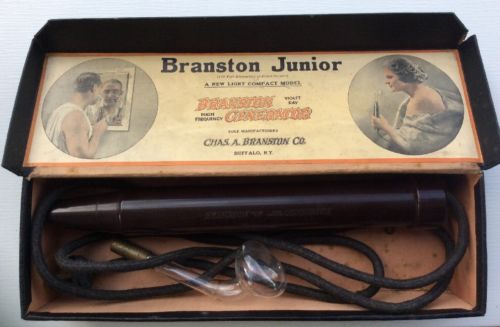 Branston Junior
A NEW LIGHT COMPACT MODEL
BRANSTON
HIGH FREQUENCY
VIOLET RAY
GENERATOR
SOLE MANUFACTURERS
CHAS. A. BRANSTON CO.
BUFFALO, N.Y.